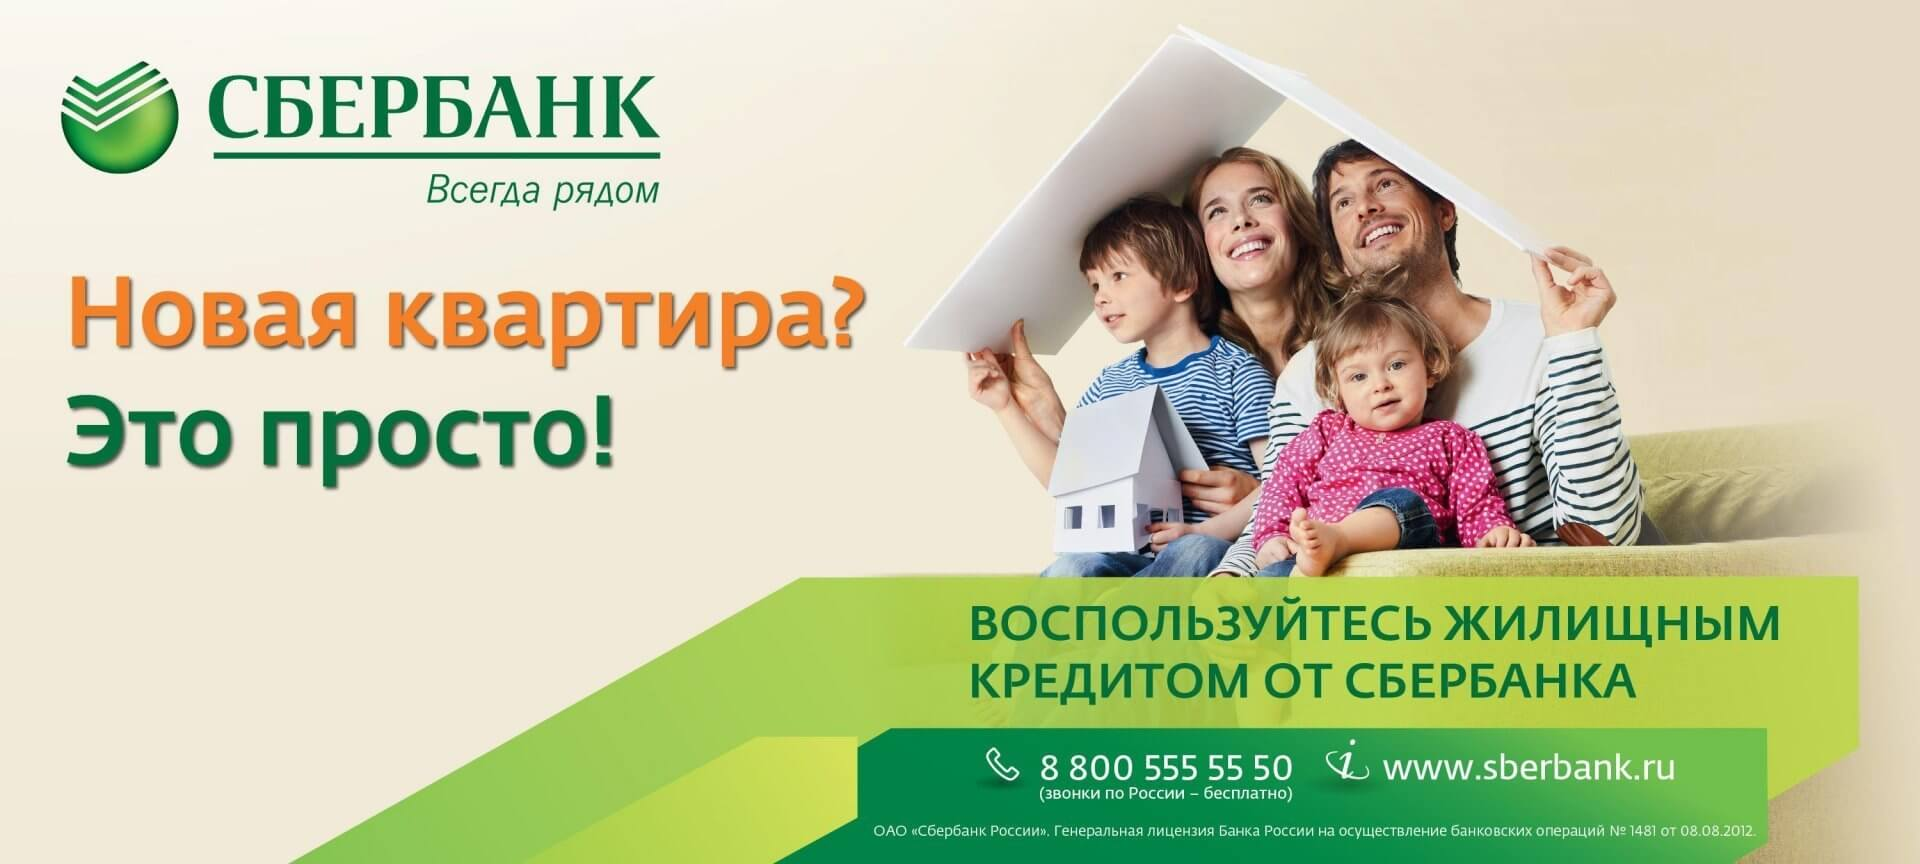 СБЕРБАНК
Всегда рядом
Новая квартира?
Это просто!
ВОСПОЛЬЗУЙТЕСЬ ЖИЛИЩНЫМ
КРЕДИТОМ ОТ СБЕРБАНКА
8 800 555 55 50
(звонки по России – бесплатно)
www.sberbank.ru
ОАО «Сбербанк России». Генеральная лицензия Банка России на осуществление банковских операций № 1481 от 08.08.2012.